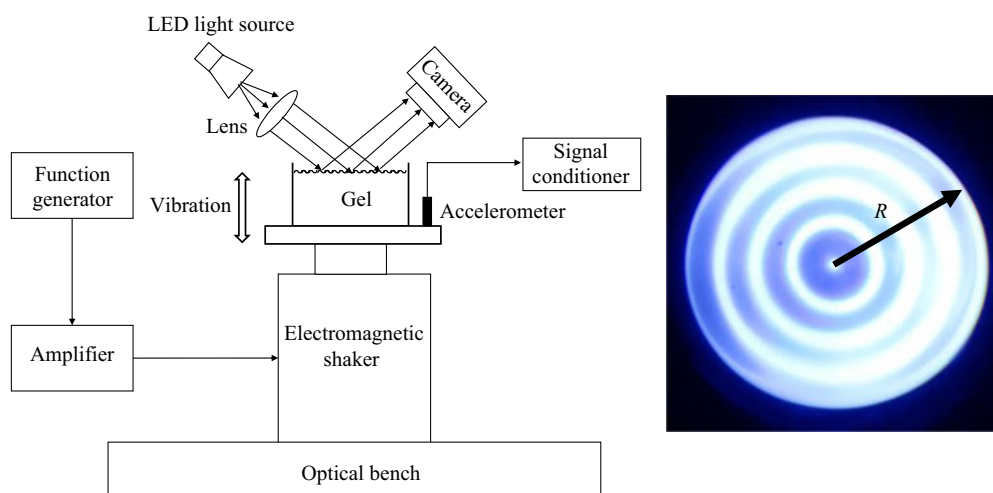 LED light source
Camera
Lens
Function
generator
Vibration
Gel
Signal
conditioner
Accelerometer
R
Electromagnetic
shaker
Amplifier
Optical bench